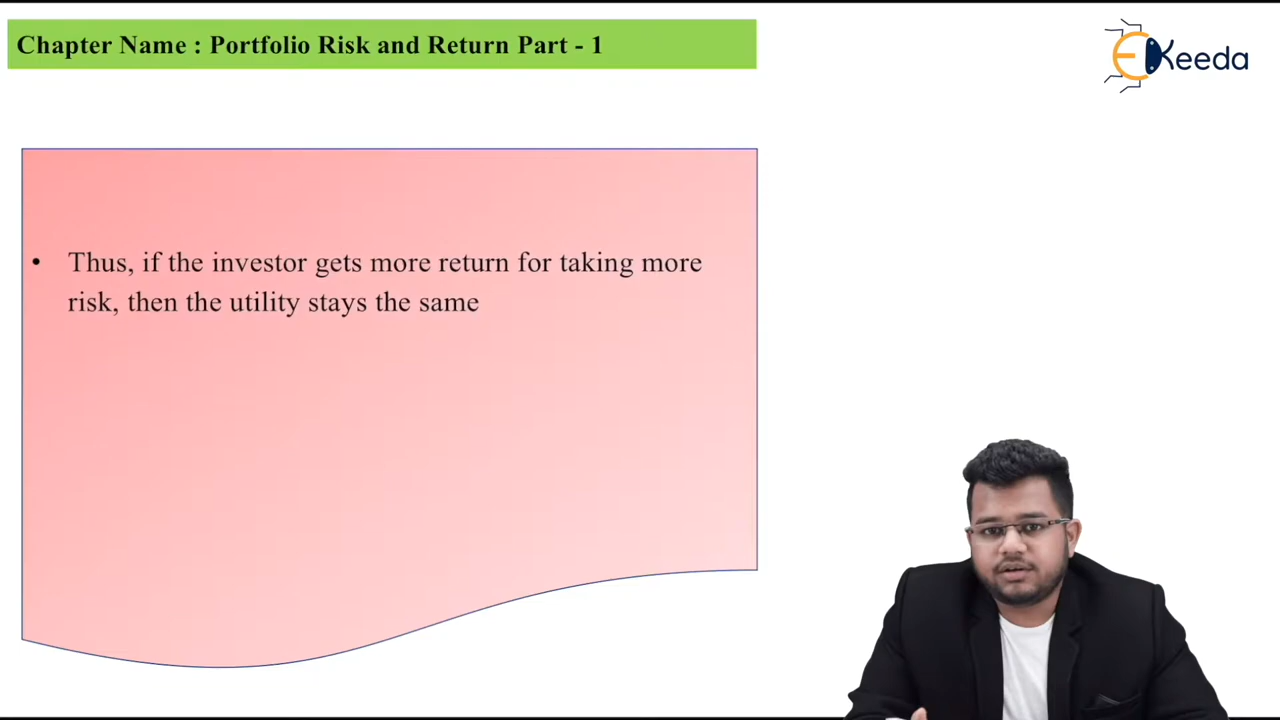 Chapter Name : Portfolio Risk and Return Part - 1
EKeeda
• Thus, if the investor gets more return for taking more
risk, then the utility stays the same